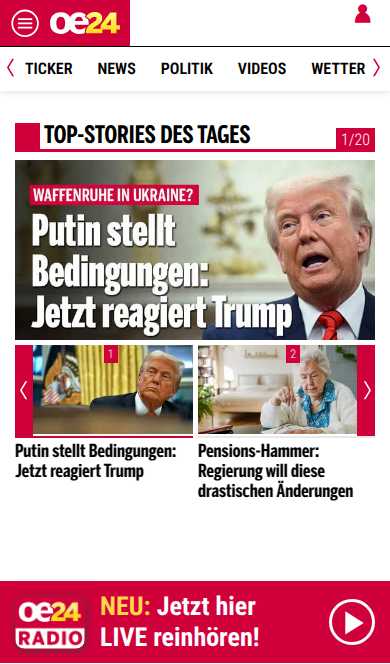 oe24
TICKER NEWS POLITIK VIDEOS WETTER
TOP-STORIES DES TAGES
1/20
WAFFENRUHE IN UKRAINE?
Putin stellt
Bedingungen:
Jetzt reagiert Trump
1
2
Putin stellt Bedingungen:
Jetzt reagiert Trump
Pensions-Hammer:
Regierung will diese
drastischen Änderungen
oe24
RADIO
NEU: Jetzt hier
LIVE reinhören!